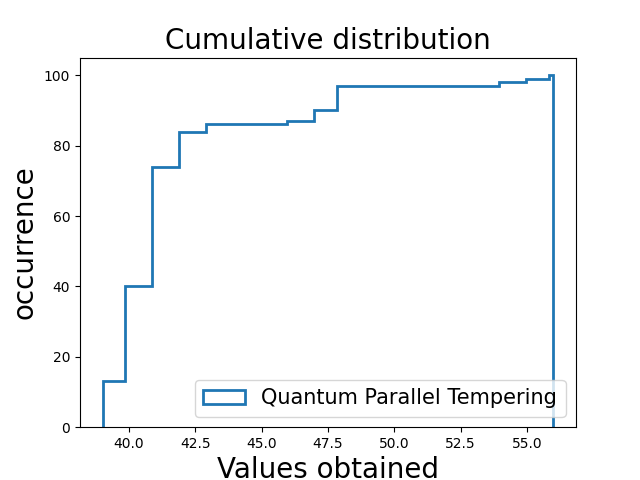 Cumulative distribution
occurrence
100
80
60
40
20
0
Quantum Parallel Tempering
40.0 42.5 45.0 47.5 50.0 52.5 55.0
Values obtained